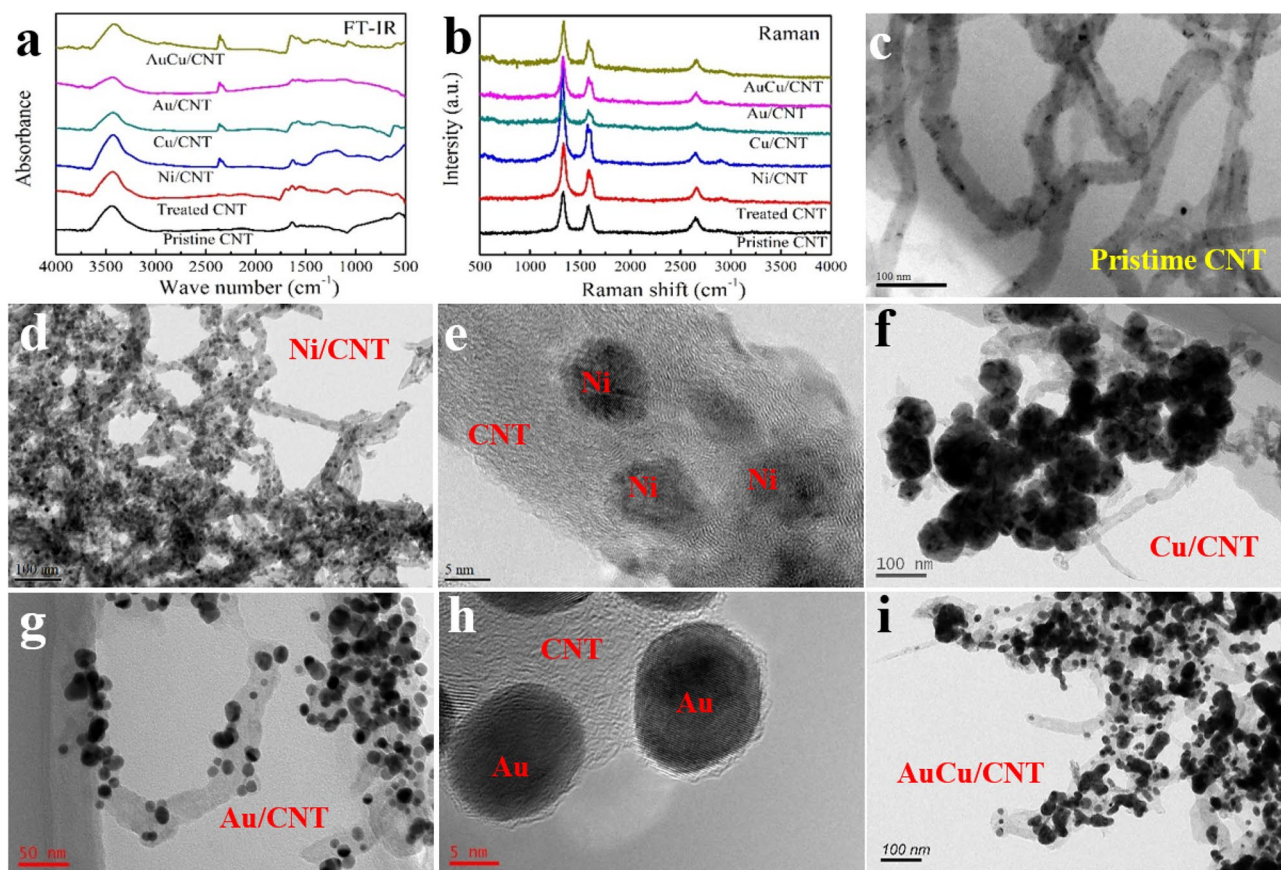 a
FT-IR
AuCu/CNT
Au/CNT
Cu/CNT
Ni/CNT
Treated CNT
Pristine CNT
Absorbance
4000 3500 3000 2500 2000 1500 1000 500
Wave number (cm⁻¹)
b
Raman
AuCu/CNT
Au/CNT
Cu/CNT
Ni/CNT
Treated CNT
Pristine CNT
Intersity (a.u.)
500 1000 1500 2000 2500 3000 3500 4000
Raman shift (cm⁻¹)
c
Pristime CNT
100 nm
d
Ni/CNT
100 nm
e
Ni
CNT
Ni
Ni
5 nm
f
Cu/CNT
100 nm
g
Au/CNT
50 nm
h
CNT
Au
Au
5 nm
i
AuCu/CNT
100 nm